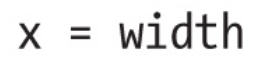 x = width